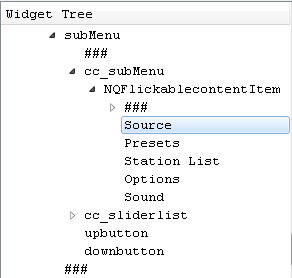 Widget Tree
subMenu
###
cc_subMenu
NQFlickablecontentItem
###
Source
Presets
Station List
Options
Sound
cc_sliderlist
upbutton
downbutton
###